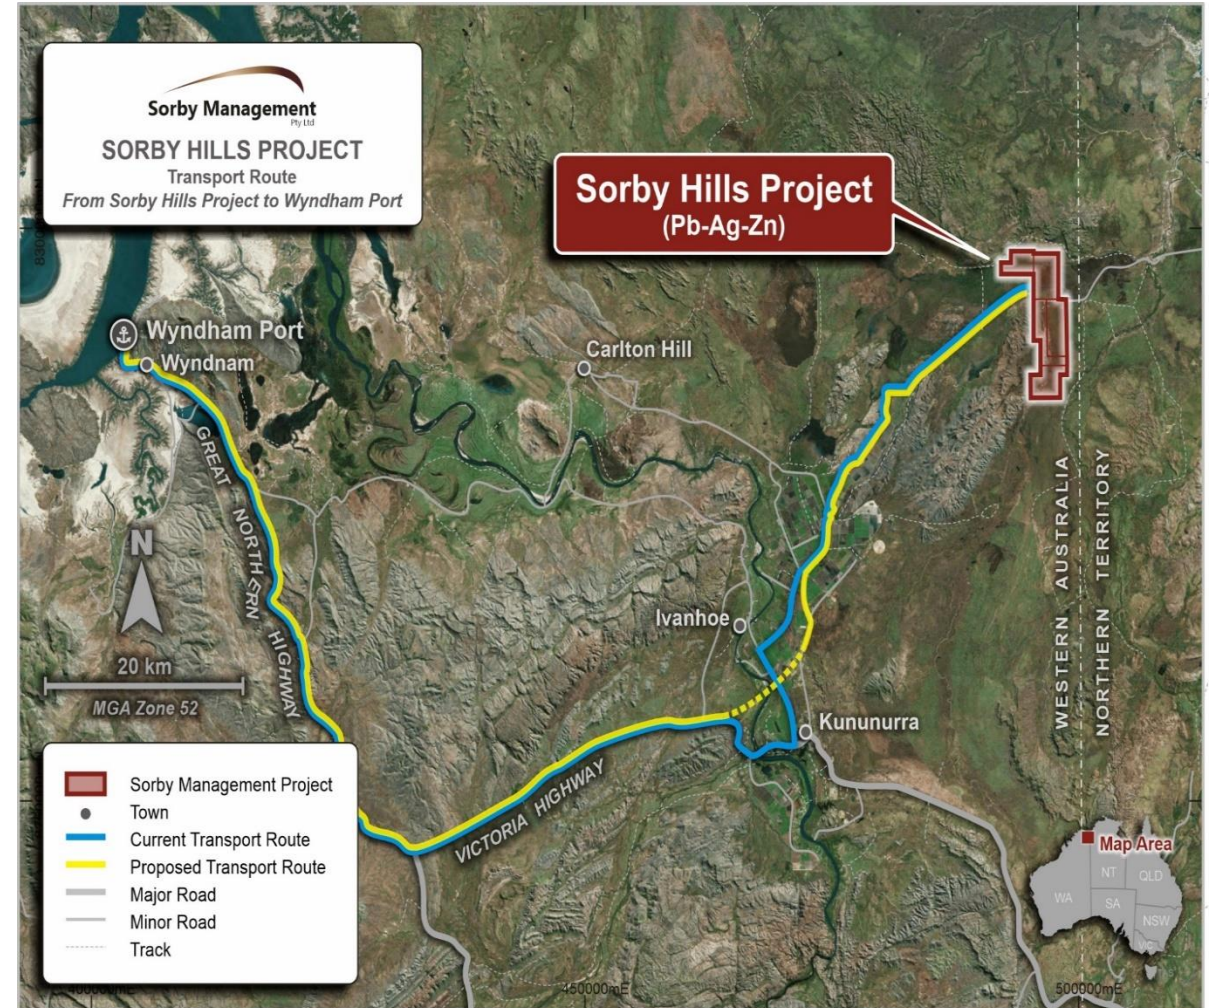 Sorby Management
Pty Ltd
SORBY HILLS PROJECT
Transport Route
From Sorby Hills Project to Wyndham Port
Sorby Hills Project
(Pb-Ag-Zn)
Wyndham Port
Wyndnam
Carlton Hill
GREAT NORTHERN HIGHWAY
WESTERN AUSTRALIA
NORTHERN TERRITORY
N
20 km
MGA Zone 52
Ivanhoe
Kununurra
VICTORIA HIGHWAY
Sorby Management Project
Town
Current Transport Route
Proposed Transport Route
Major Road
Minor Road
Track
Map Area
WA
NT
QLD
SA
NSW
VIC
450000mE
500000mE